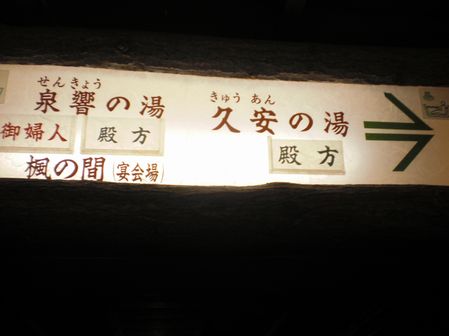 せんきょう
泉響の湯
御婦人 殿方
楓の間(宴会場)
きゅうあん
久安の湯
殿方